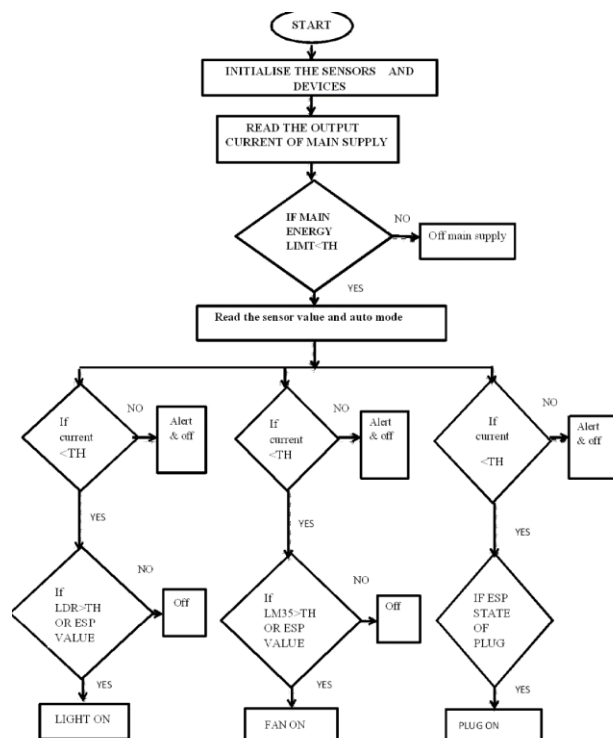 START
INITIALISE THE SENSORS AND
DEVICES
READ THE OUTPUT
CURRENT OF MAIN SUPPLY
IF MAIN
ENERGY
LIMT<TH
NO
Off main supply
YES
Read the sensor value and auto mode
If
current
<TH
NO
Alert
& off
If
current
<TH
NO
Alert
& off
If
current
<TH
NO
Alert
& off
YES
YES
YES
If
LDR>TH
OR ESP
VALUE
NO
Off
If
LM35>TH
OR ESP
VALUE
NO
Off
IF ESP
STATE
OF
PLUG
YES
YES
YES
LIGHT ON
FAN ON
PLUG ON